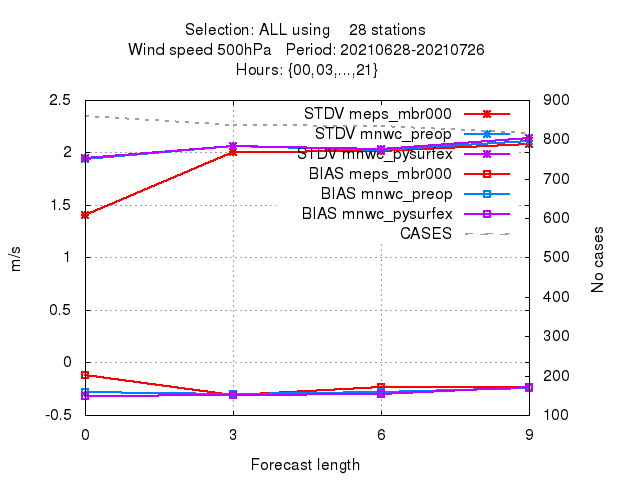 Selection: ALL using    28 stations
Wind speed 500hPa   Period: 20210628-20210726
Hours: {00,03,...,21}
2.5
2
1.5
1
0.5
0
-0.5
m/s
900
800
700
600
500
400
300
200
100
No cases
STDV meps_mbr000
STDV mnwc_preop
STDV mnwc_pysurfex
BIAS meps_mbr000
BIAS mnwc_preop
BIAS mnwc_pysurfex
CASES
0
3
6
9
Forecast length